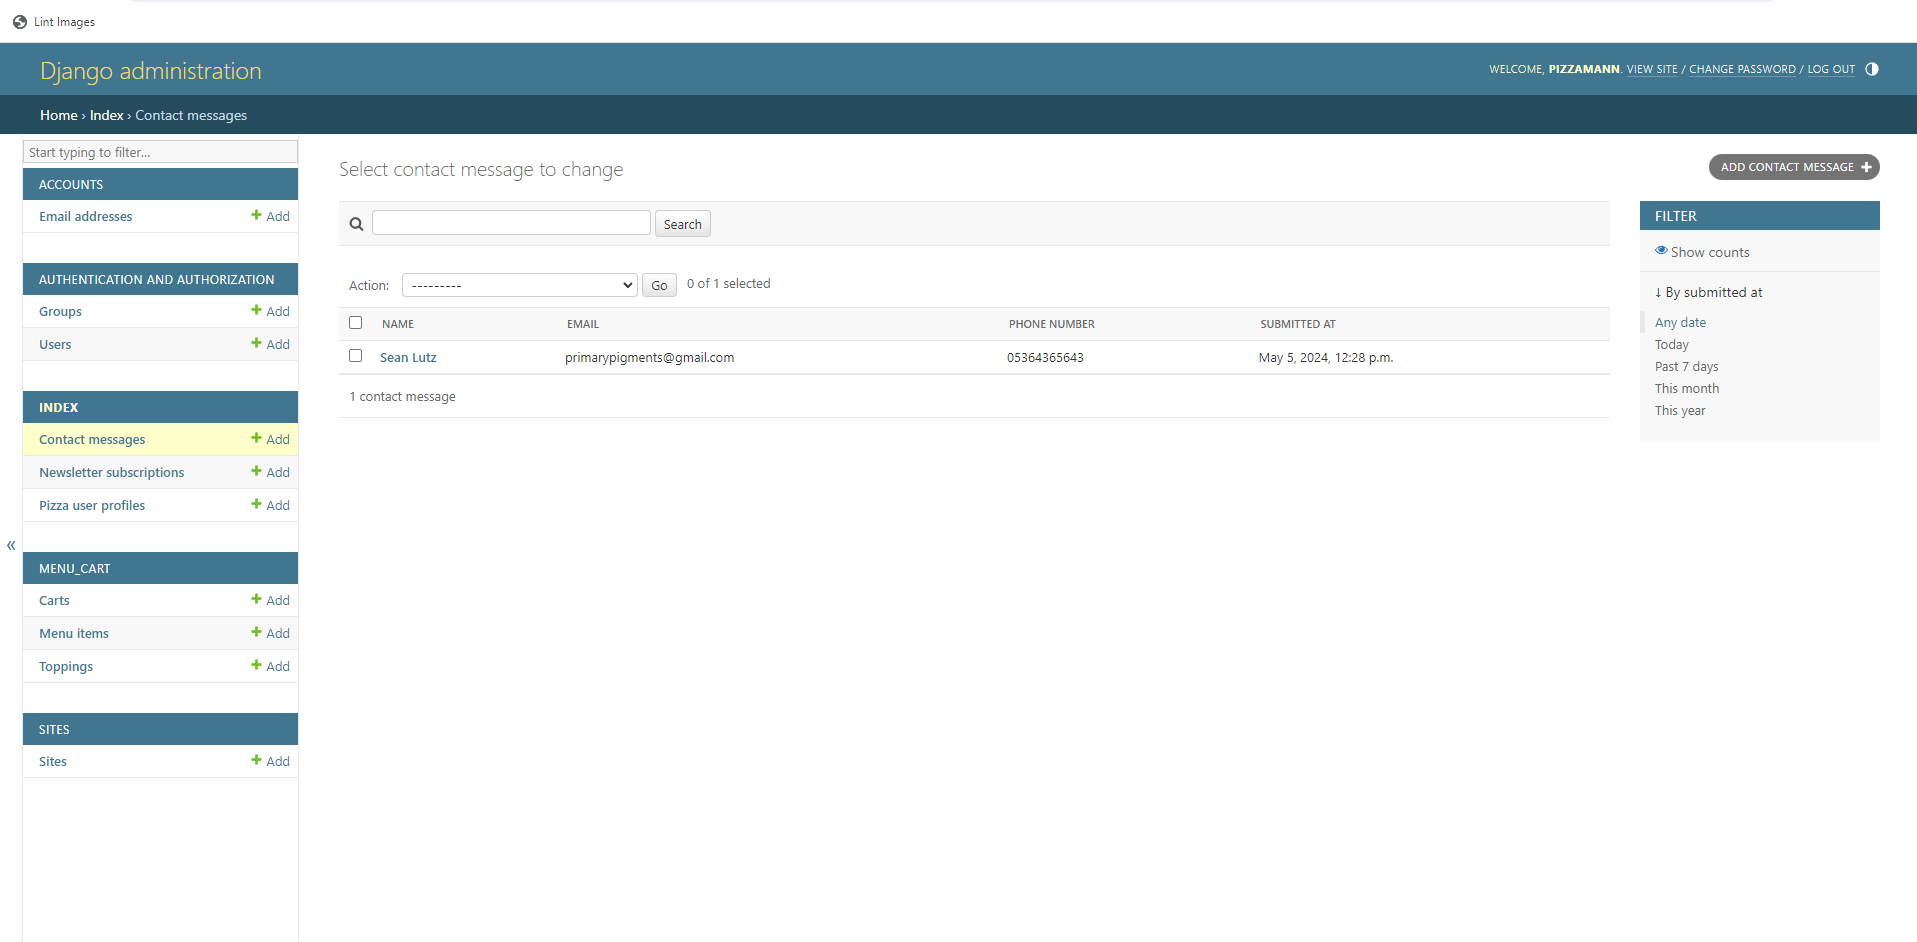 Lint Images
Django administration
WELCOME, PIZZAMANN. VIEW SITE / CHANGE PASSWORD / LOG OUT
Home › Index › Contact messages
Start typing to filter...
ACCOUNTS
Email addresses + Add
AUTHENTICATION AND AUTHORIZATION
Groups + Add
Users + Add
INDEX
Contact messages + Add
Newsletter subscriptions + Add
Pizza user profiles + Add
«
MENU_CART
Carts + Add
Menu items + Add
Toppings + Add
SITES
Sites + Add
Select contact message to change
ADD CONTACT MESSAGE +
Search
Action: --------- Go 0 of 1 selected
NAME EMAIL PHONE NUMBER SUBMITTED AT
Sean Lutz primarypigments@gmail.com 05364365643 May 5, 2024, 12:28 p.m.
1 contact message
FILTER
Show counts
↓ By submitted at
Any date
Today
Past 7 days
This month
This year